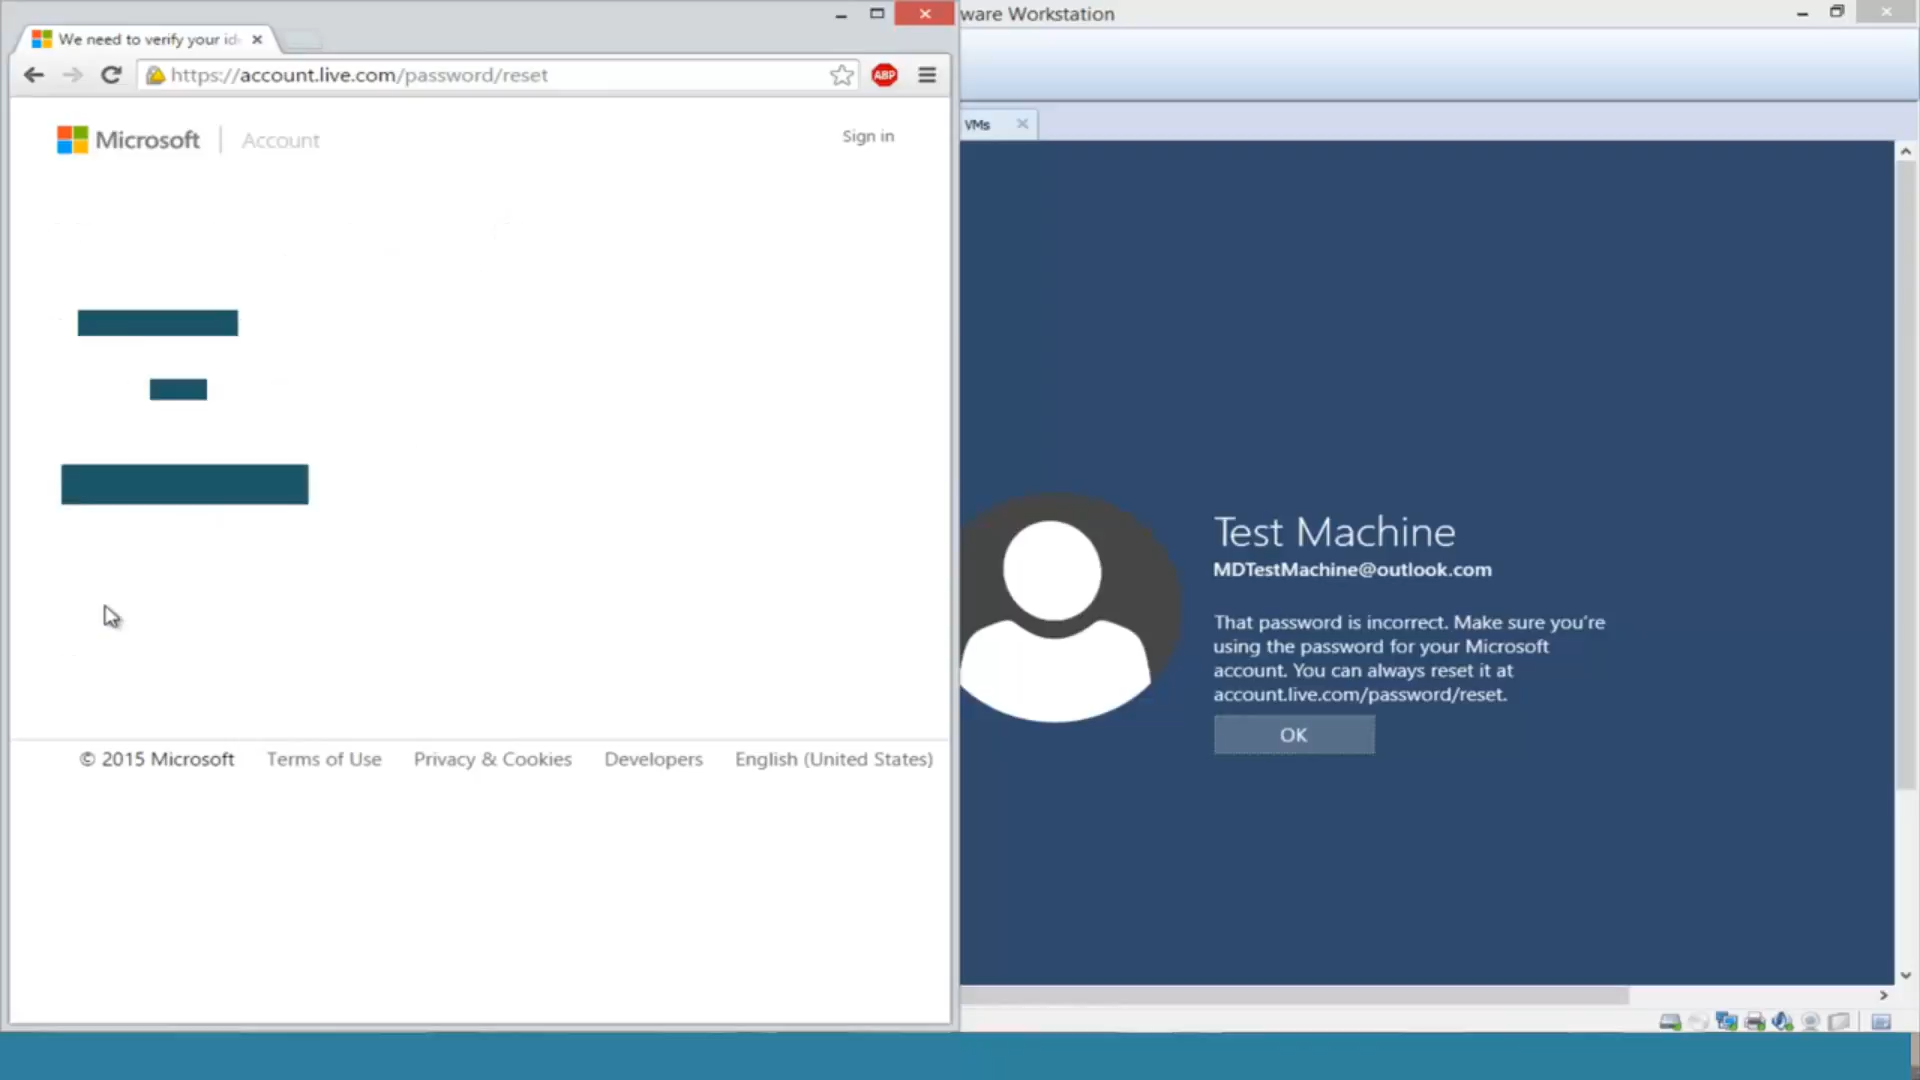 ware Workstation
We need to verify your id
https://account.live.com/password/reset
ABP
Microsoft | Account
Sign in
VMs
Test Machine
MDTestMachine@outlook.com
That password is incorrect. Make sure you're
using the password for your Microsoft
account. You can always reset it at
account.live.com/password/reset.
OK
© 2015 Microsoft Terms of Use Privacy & Cookies Developers English (United States)